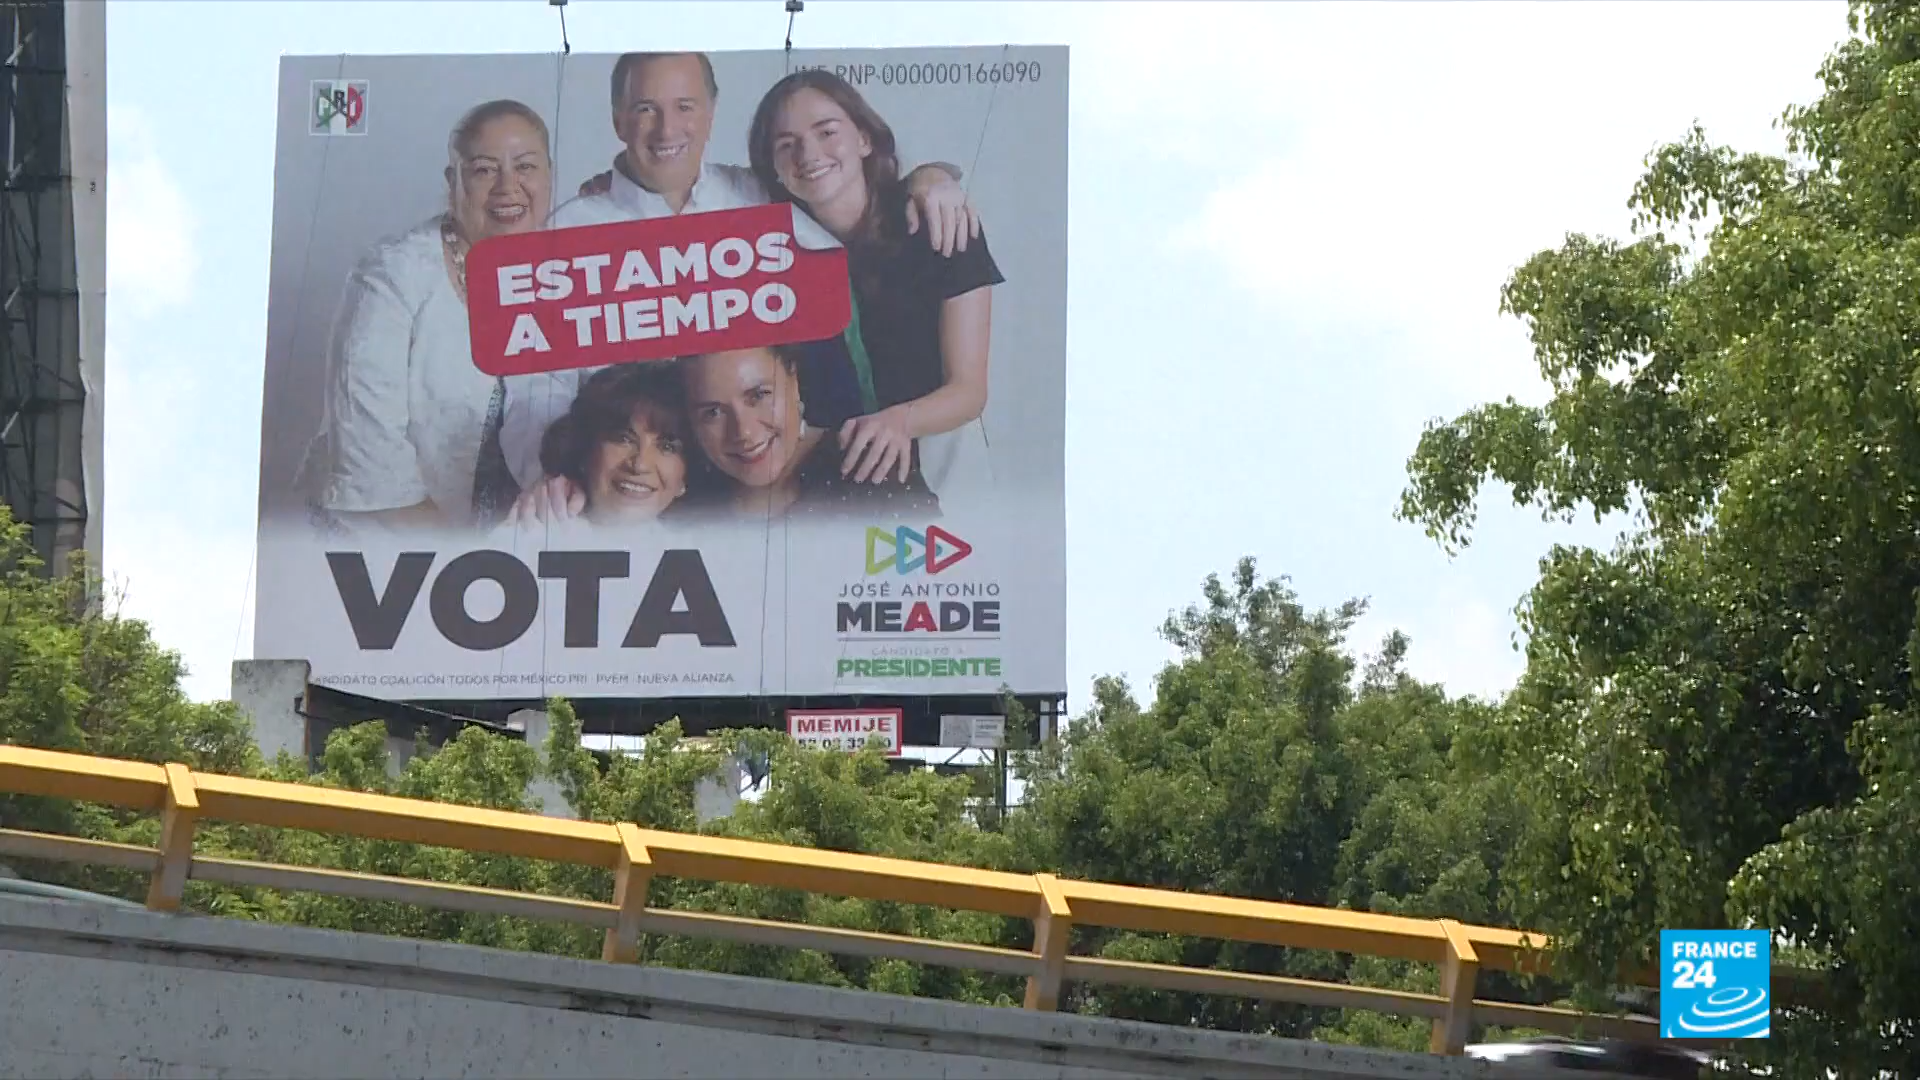 PRI
INE-RNP-000000166090
ESTAMOS
A TIEMPO
VOTA
JOSÉ ANTONIO
MEADE
CANDIDATO A
PRESIDENTE
CANDIDATO COALICIÓN TODOS POR MÉXICO PRI PVEM NUEVA ALIANZA
MEMIJE
FRANCE
24